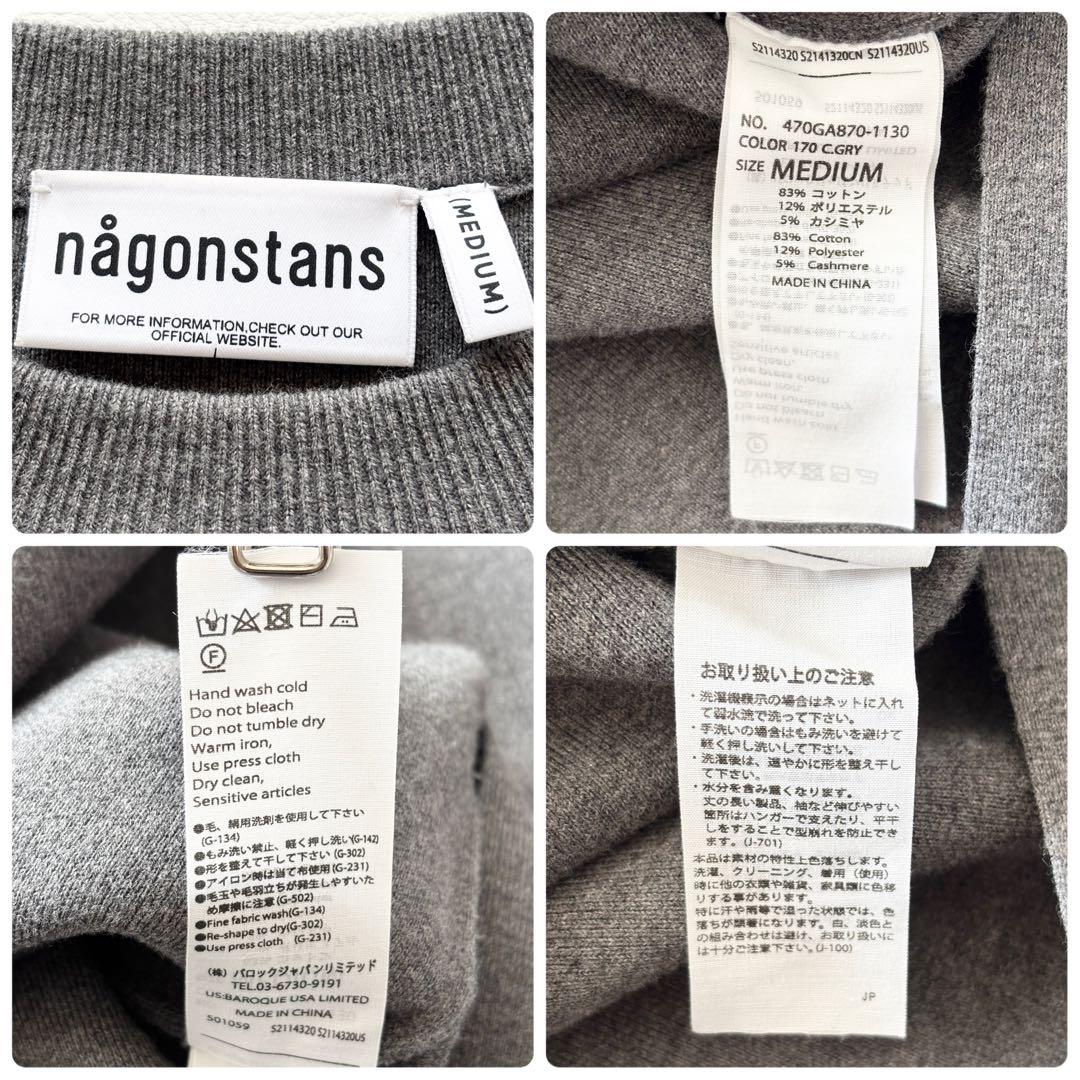 någonstans
FOR MORE INFORMATION,CHECK OUT OUR
OFFICIAL WEBSITE.
(MEDIUM)
S2114320 S2141320CN S2114320US
NO. 470GA870-1130
COLOR 170 C.GRY
SIZE MEDIUM
83% コットン
12% ポリエステル
5% カシミヤ
83% Cotton
12% Polyester
5% Cashmere
MADE IN CHINA
F
Hand wash cold
Do not bleach
Do not tumble dry
Warm iron,
Use press cloth
Dry clean,
Sensitive articles
●毛、絹用洗剤を使用して下さい
(G-134)
●もみ洗い禁止、軽く押し洗い(G-142)
●形を整えて干して下さい (G-302)
●アイロン時は当て布使用(G-231)
●毛玉や毛羽立ちが発生しやすいた
め摩擦に注意(G-502)
●Fine fabric wash(G-134)
●Re-shape to dry(G-302)
●Use press cloth (G-231)
(株) バロックジャパンリミテッド
TEL.03-6730-9191
US:BAROQUE USA LIMITED
MADE IN CHINA
S01059 S2114320 S2114320US
お取り扱い上のご注意
・洗濯機表示の場合はネットに入れ
て弱水流で洗って下さい。
・手洗いの場合はもみ洗いを避けて
軽く押し洗いして下さい。
・洗濯後は、速やかに形を整え干し
て下さい。
・水分を含み重くなります。
丈の長い製品、袖など伸びやすい
箇所はハンガーで支えたり、平干
しをすることで型崩れを防止できま
す。(J-701)
本品は素材の特性上色落ちします。
洗濯、クリーニング、着用（使用）
時に他の衣類や雑貨、家具類に色移
りする事があります。
特に汗や雨等で湿った状態では、色
落ちが顕著になります。白、淡色と
の組み合わせは避け、お取り扱いに
は十分ご注意下さい。(J-100)
JP